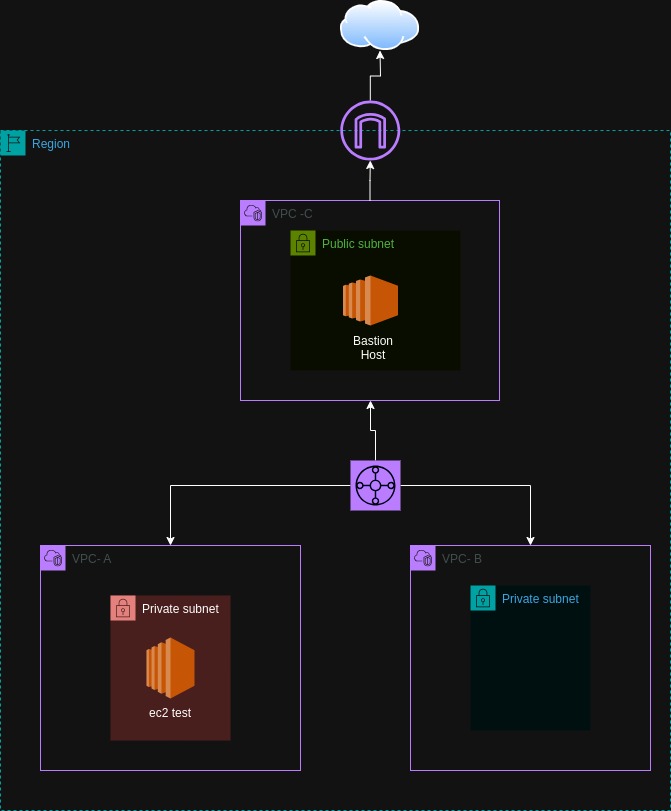 Region
VPC -C
Public subnet
Bastion
Host
VPC- A
VPC- B
Private subnet
Private subnet
ec2 test